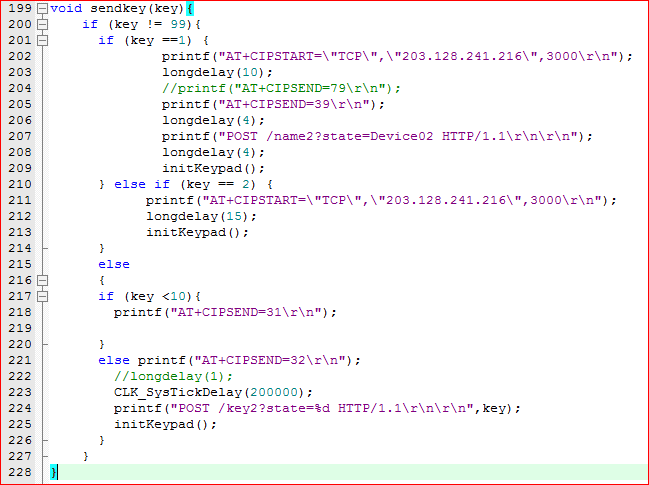 199 void sendkey(key){
200 if (key != 99){
201 if (key ==1) {
202 printf("AT+CIPSTART=\"TCP\",\"203.128.241.216\",3000\r\n");
203 longdelay(10);
204 //printf("AT+CIPSEND=79\r\n");
205 printf("AT+CIPSEND=39\r\n");
206 longdelay(4);
207 printf("POST /name2?state=Device02 HTTP/1.1\r\n\r\n");
208 longdelay(4);
209 initKeypad();
210 } else if (key == 2) {
211 printf("AT+CIPSTART=\"TCP\",\"203.128.241.216\",3000\r\n");
212 longdelay(15);
213 initKeypad();
214 }
215 else
216 {
217 if (key <10){
218 printf("AT+CIPSEND=31\r\n");
219
220 }
221 else printf("AT+CIPSEND=32\r\n");
222 //longdelay(1);
223 CLK_SysTickDelay(200000);
224 printf("POST /key2?state=%d HTTP/1.1\r\n\r\n",key);
225 initKeypad();
226 }
227 }
228 }